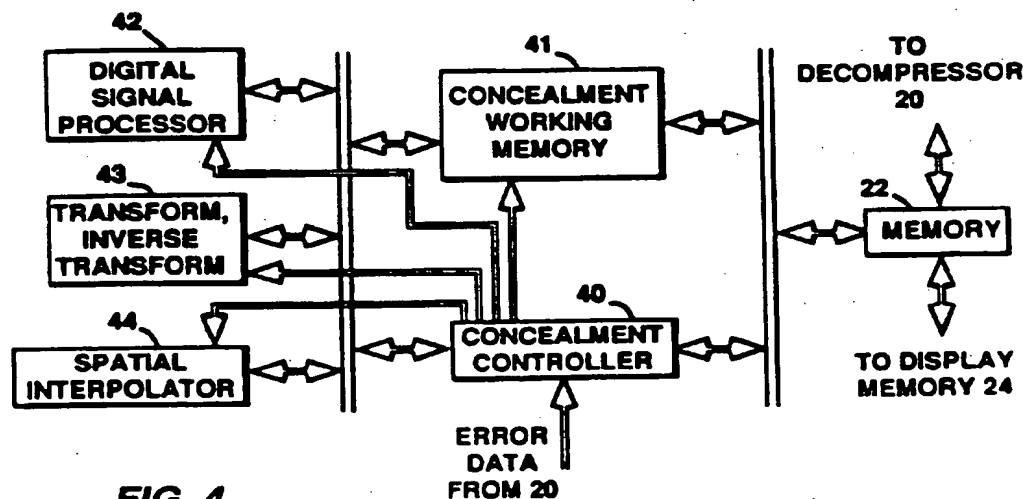 42
DIGITAL
SIGNAL
PROCESSOR
41
CONCEALMENT
WORKING
MEMORY
TO
DECOMPRESSOR
20
43
TRANSFORM,
INVERSE
TRANSFORM
22
MEMORY
44
SPATIAL
INTERPOLATOR
40
CONCEALMENT
CONTROLLER
TO DISPLAY
MEMORY 24
ERROR
DATA
FROM 20
FIG. 4